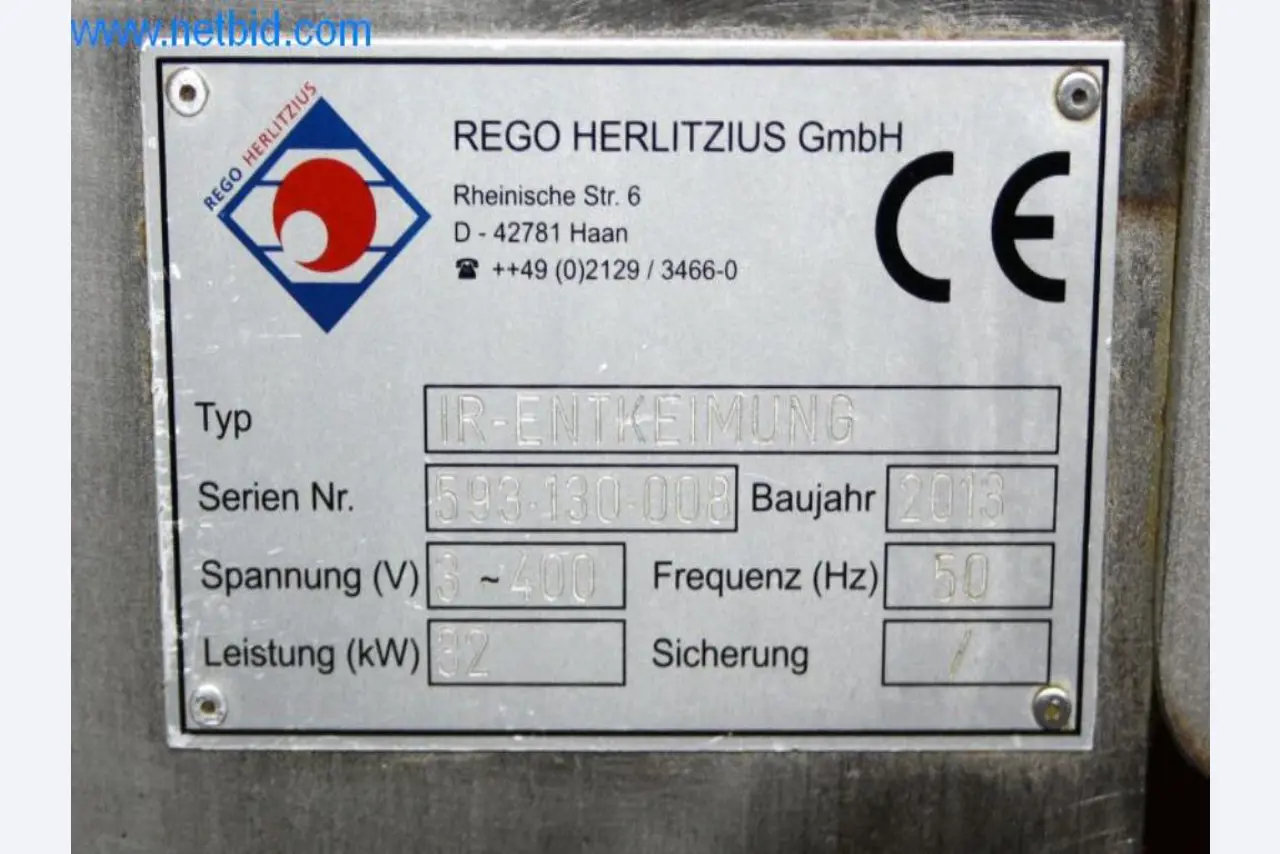 www.netbid.com
REGO HERLITZIUS
REGO HERLITZIUS GmbH
Rheinische Str. 6
D - 42781 Haan
☎ ++49 (0)2129 / 3466-0
CE
Typ IR-ENTKEIMUNG
Serien Nr. 593-130-008 Baujahr 2013
Spannung (V) 3 ~ 400 Frequenz (Hz) 50
Leistung (kW) 32 Sicherung /